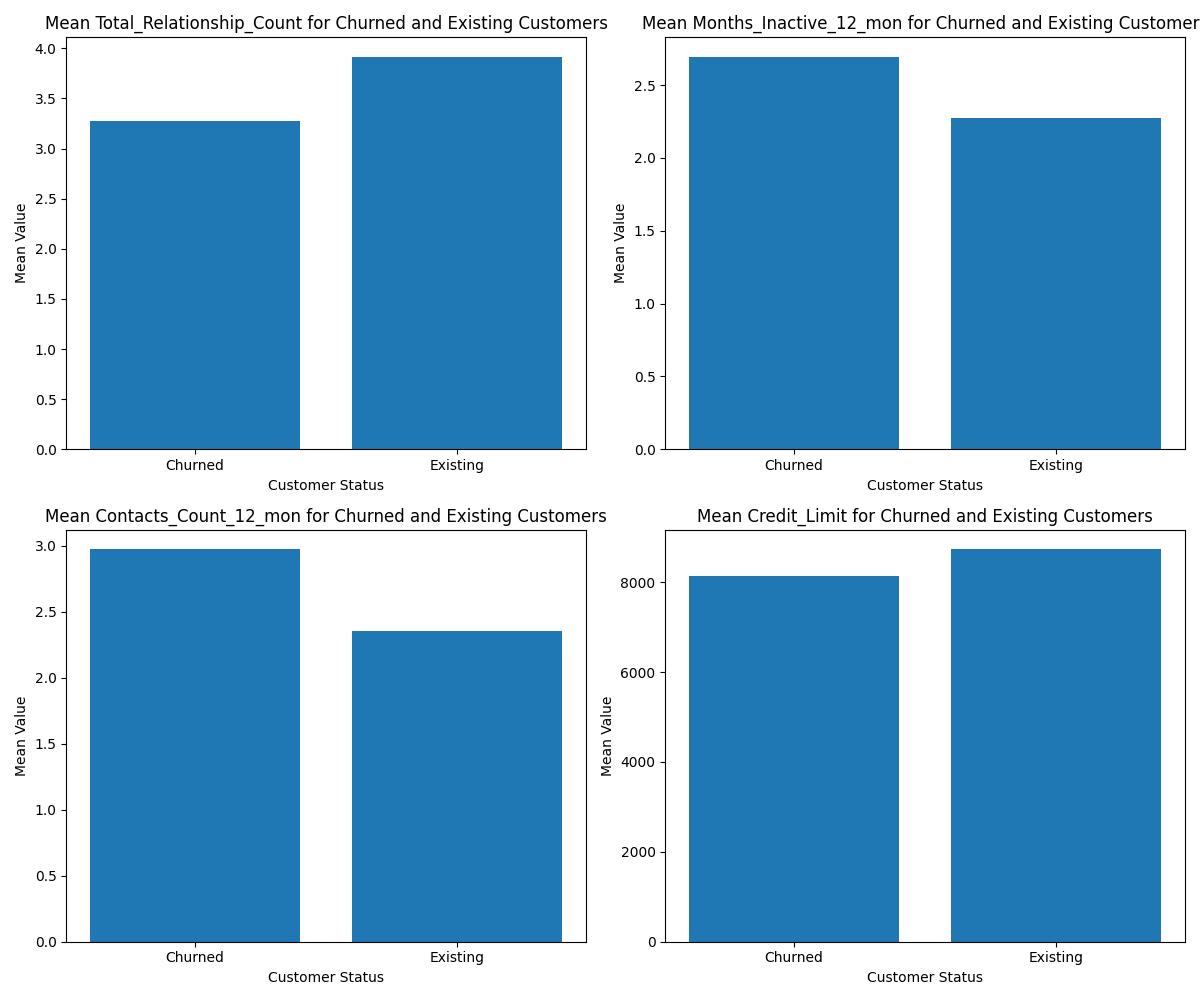 Mean Total_Relationship_Count for Churned and Existing Customers
4.0
3.5
3.0
2.5
2.0
1.5
1.0
0.5
0.0
Mean Value
Churned
Existing
Customer Status
Mean Months_Inactive_12_mon for Churned and Existing Customer
2.5
2.0
1.5
1.0
0.5
0.0
Mean Value
Churned
Existing
Customer Status
Mean Contacts_Count_12_mon for Churned and Existing Customers
3.0
2.5
2.0
1.5
1.0
0.5
0.0
Mean Value
Churned
Existing
Customer Status
Mean Credit_Limit for Churned and Existing Customers
8000
6000
4000
2000
0
Mean Value
Churned
Existing
Customer Status